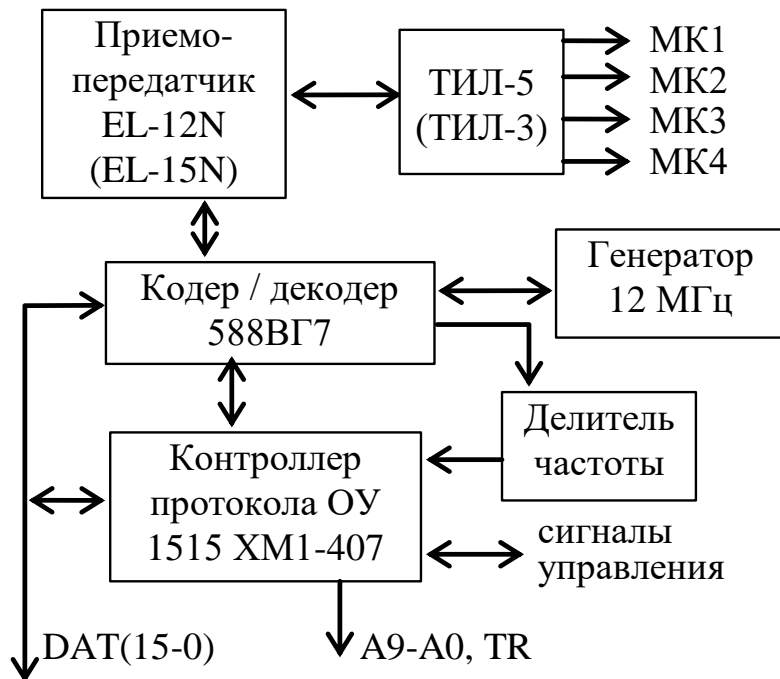 Приемо-
передатчик
EL-12N
(EL-15N)
ТИЛ-5
(ТИЛ-3)
МК1
МК2
МК3
МК4
Кодер / декодер
588ВГ7
Генератор
12 МГц
Делитель
частоты
Контроллер
протокола ОУ
1515 ХМ1-407
сигналы
управления
DAT(15-0)
A9-A0, TR